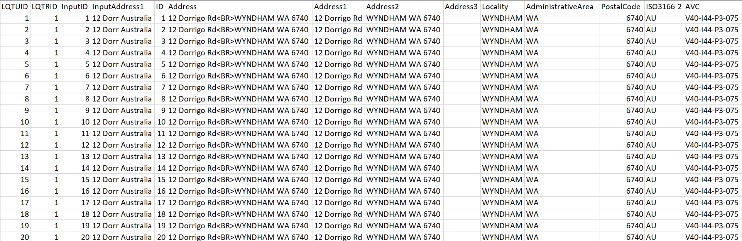 LQTUID LQTRID InputID InputAddress1 ID Address Address1 Address2 Address3 Locality AdministrativeArea PostalCode ISO3166-2 AVC
1 1 1 12 Dorr Australia 1 12 Dorrigo Rd<BR>WYNDHAM WA 6740 12 Dorrigo Rd WYNDHAM WA 6740 WYNDHAM WA 6740 AU V40-I44-P3-075
2 1 2 12 Dorr Australia 2 12 Dorrigo Rd<BR>WYNDHAM WA 6740 12 Dorrigo Rd WYNDHAM WA 6740 WYNDHAM WA 6740 AU V40-I44-P3-075
3 1 3 12 Dorr Australia 3 12 Dorrigo Rd<BR>WYNDHAM WA 6740 12 Dorrigo Rd WYNDHAM WA 6740 WYNDHAM WA 6740 AU V40-I44-P3-075
4 1 4 12 Dorr Australia 4 12 Dorrigo Rd<BR>WYNDHAM WA 6740 12 Dorrigo Rd WYNDHAM WA 6740 WYNDHAM WA 6740 AU V40-I44-P3-075
5 1 5 12 Dorr Australia 5 12 Dorrigo Rd<BR>WYNDHAM WA 6740 12 Dorrigo Rd WYNDHAM WA 6740 WYNDHAM WA 6740 AU V40-I44-P3-075
6 1 6 12 Dorr Australia 6 12 Dorrigo Rd<BR>WYNDHAM WA 6740 12 Dorrigo Rd WYNDHAM WA 6740 WYNDHAM WA 6740 AU V40-I44-P3-075
7 1 7 12 Dorr Australia 7 12 Dorrigo Rd<BR>WYNDHAM WA 6740 12 Dorrigo Rd WYNDHAM WA 6740 WYNDHAM WA 6740 AU V40-I44-P3-075
8 1 8 12 Dorr Australia 8 12 Dorrigo Rd<BR>WYNDHAM WA 6740 12 Dorrigo Rd WYNDHAM WA 6740 WYNDHAM WA 6740 AU V40-I44-P3-075
9 1 9 12 Dorr Australia 9 12 Dorrigo Rd<BR>WYNDHAM WA 6740 12 Dorrigo Rd WYNDHAM WA 6740 WYNDHAM WA 6740 AU V40-I44-P3-075
10 1 10 12 Dorr Australia 10 12 Dorrigo Rd<BR>WYNDHAM WA 6740 12 Dorrigo Rd WYNDHAM WA 6740 WYNDHAM WA 6740 AU V40-I44-P3-075
11 1 11 12 Dorr Australia 11 12 Dorrigo Rd<BR>WYNDHAM WA 6740 12 Dorrigo Rd WYNDHAM WA 6740 WYNDHAM WA 6740 AU V40-I44-P3-075
12 1 12 12 Dorr Australia 12 12 Dorrigo Rd<BR>WYNDHAM WA 6740 12 Dorrigo Rd WYNDHAM WA 6740 WYNDHAM WA 6740 AU V40-I44-P3-075
13 1 13 12 Dorr Australia 13 12 Dorrigo Rd<BR>WYNDHAM WA 6740 12 Dorrigo Rd WYNDHAM WA 6740 WYNDHAM WA 6740 AU V40-I44-P3-075
14 1 14 12 Dorr Australia 14 12 Dorrigo Rd<BR>WYNDHAM WA 6740 12 Dorrigo Rd WYNDHAM WA 6740 WYNDHAM WA 6740 AU V40-I44-P3-075
15 1 15 12 Dorr Australia 15 12 Dorrigo Rd<BR>WYNDHAM WA 6740 12 Dorrigo Rd WYNDHAM WA 6740 WYNDHAM WA 6740 AU V40-I44-P3-075
16 1 16 12 Dorr Australia 16 12 Dorrigo Rd<BR>WYNDHAM WA 6740 12 Dorrigo Rd WYNDHAM WA 6740 WYNDHAM WA 6740 AU V40-I44-P3-075
17 1 17 12 Dorr Australia 17 12 Dorrigo Rd<BR>WYNDHAM WA 6740 12 Dorrigo Rd WYNDHAM WA 6740 WYNDHAM WA 6740 AU V40-I44-P3-075
18 1 18 12 Dorr Australia 18 12 Dorrigo Rd<BR>WYNDHAM WA 6740 12 Dorrigo Rd WYNDHAM WA 6740 WYNDHAM WA 6740 AU V40-I44-P3-075
19 1 19 12 Dorr Australia 19 12 Dorrigo Rd<BR>WYNDHAM WA 6740 12 Dorrigo Rd WYNDHAM WA 6740 WYNDHAM WA 6740 AU V40-I44-P3-075
20 1 20 12 Dorr Australia 20 12 Dorrigo Rd<BR>WYNDHAM WA 6740 12 Dorrigo Rd WYNDHAM WA 6740 WYNDHAM WA 6740 AU V40-I44-P3-075